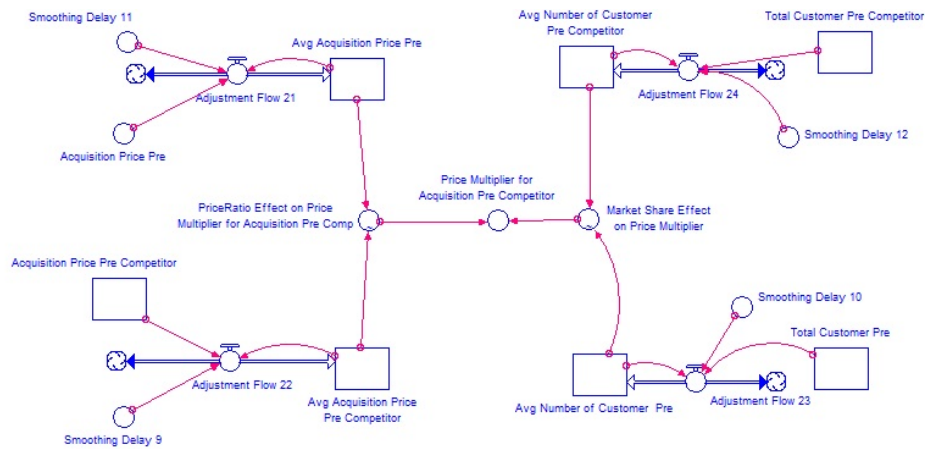 Smoothing Delay 11
Avg Acquisition Price Pre
Adjustment Flow 21
Acquisition Price Pre
Avg Number of Customer
Pre Competitor
Total Customer Pre Competitor
Adjustment Flow 24
Smoothing Delay 12
PriceRatio Effect on Price
Multiplier for Acquisition Pre Comp
Price Multiplier for
Acquisition Pre Competitor
Market Share Effect
on Price Multiplier
Acquisition Price Pre Competitor
Adjustment Flow 22
Avg Acquisition Price
Pre Competitor
Smoothing Delay 9
Smoothing Delay 10
Total Customer Pre
Adjustment Flow 23
Avg Number of Customer  Pre